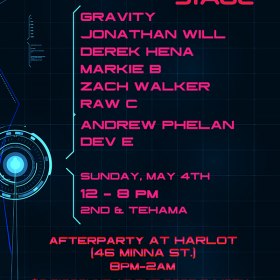 STAGE
GRAVITY
JONATHAN WILL
DEREK HENA
MARKIE B
ZACH WALKER
RAW C
ANDREW PHELAN
DEV E
SUNDAY, MAY 4TH
12 - 8 PM
2ND & TEHAMA
AFTERPARTY AT HARLOT
(46 MINNA ST.)
8PM-2AM